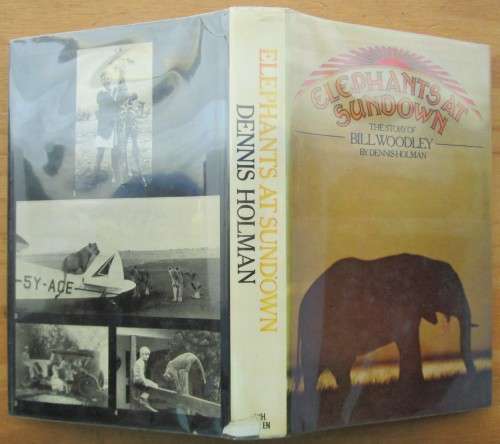 ELEPHANTS AT
SUNDOWN
THE STORY OF
BILL WOODLEY
BY DENNIS HOLMAN
ELEPHANTS AT SUNDOWN
DENNIS HOLMAN
5Y-ACE